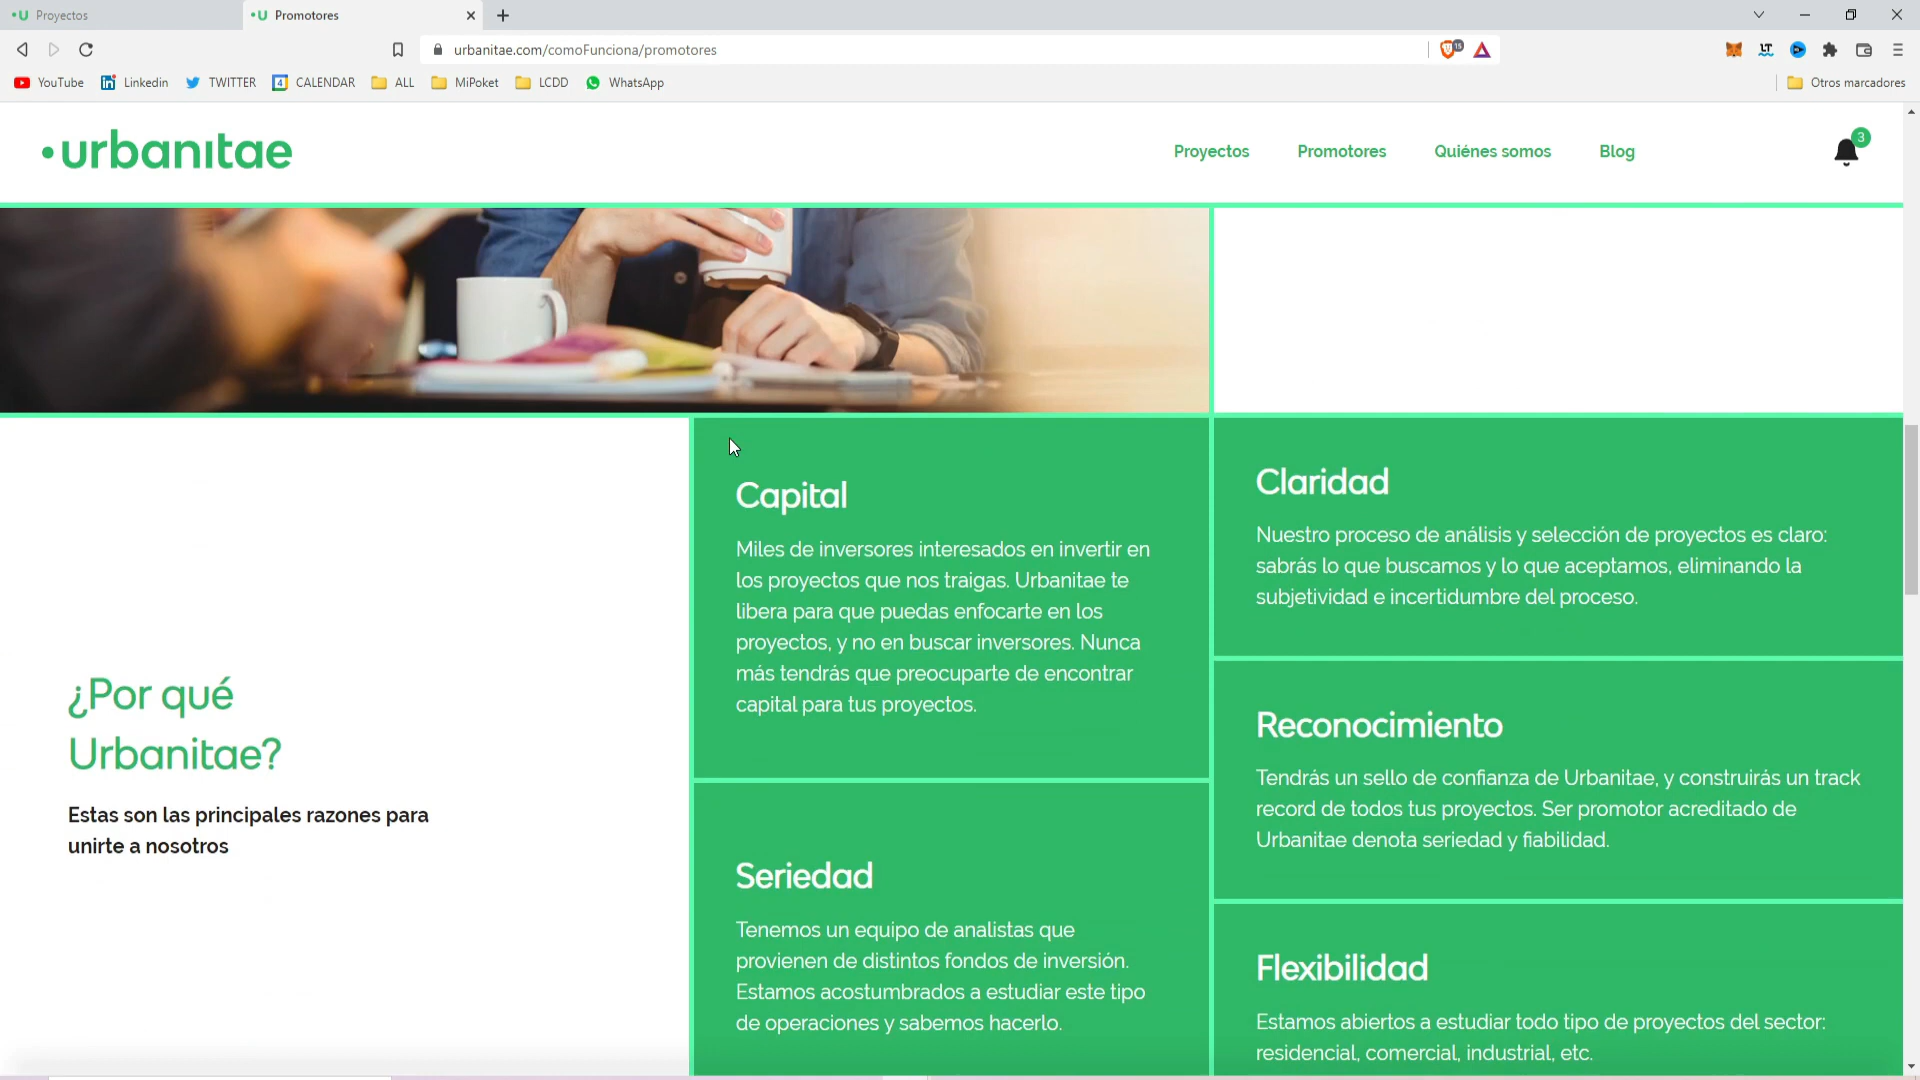 Proyectos
Promotores
urbanitae.com/comoFunciona/promotores
15
YouTube
Linkedin
TWITTER
4
CALENDAR
ALL
MiPoket
LCDD
WhatsApp
Otros marcadores
urbanitae
Proyectos
Promotores
Quiénes somos
Blog
3
¿Por qué
Urbanitae?
Estas son las principales razones para
unirte a nosotros
Capital
Miles de inversores interesados en invertir en
los proyectos que nos traigas. Urbanitae te
libera para que puedas enfocarte en los
proyectos, y no en buscar inversores. Nunca
más tendrás que preocuparte de encontrar
capital para tus proyectos.
Seriedad
Tenemos un equipo de analistas que
provienen de distintos fondos de inversión.
Estamos acostumbrados a estudiar este tipo
de operaciones y sabemos hacerlo.
Claridad
Nuestro proceso de análisis y selección de proyectos es claro:
sabrás lo que buscamos y lo que aceptamos, eliminando la
subjetividad e incertidumbre del proceso.
Reconocimiento
Tendrás un sello de confianza de Urbanitae, y construirás un track
record de todos tus proyectos. Ser promotor acreditado de
Urbanitae denota seriedad y fiabilidad.
Flexibilidad
Estamos abiertos a estudiar todo tipo de proyectos del sector:
residencial, comercial, industrial, etc.